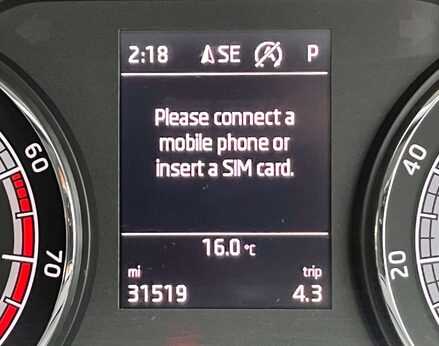 2:18 SE P
Please connect a
mobile phone or
insert a SIM card.
16.0 °C
mi trip
31519 4.3
60
70
40
20